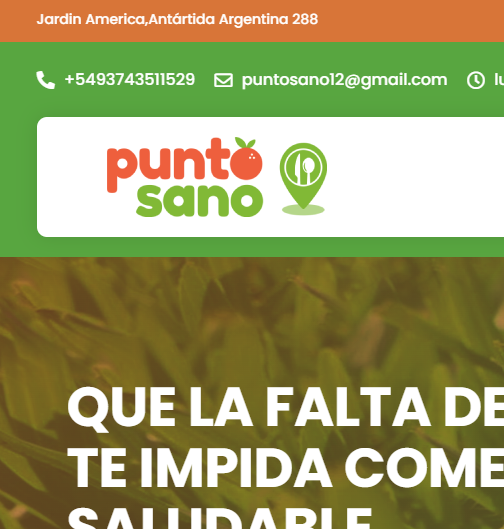 Jardin America,Antártida Argentina 288
+5493743511529 puntosano12@gmail.com
punto
sano
QUE LA FALTA DE
TE IMPIDA COME
SALUDABLE